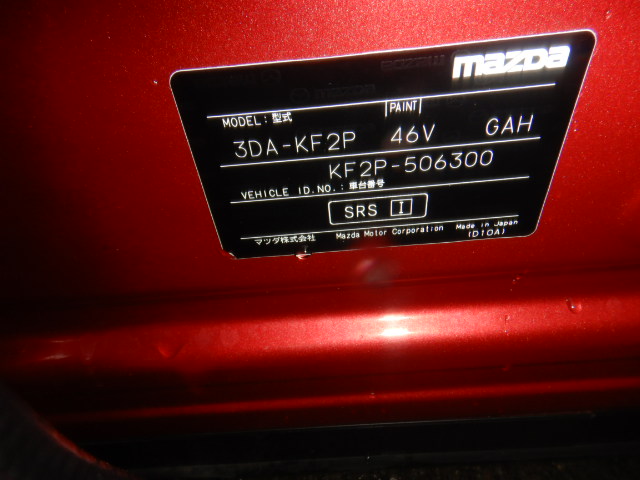 mazda
MODEL:型式 PAINT
3DA-KF2P 46V GAH
KF2P-506300
VEHICLE ID.NO.:車台番号
SRS I
マツダ株式会社 Mazda Motor Corporation Made in Japan
(D10A)